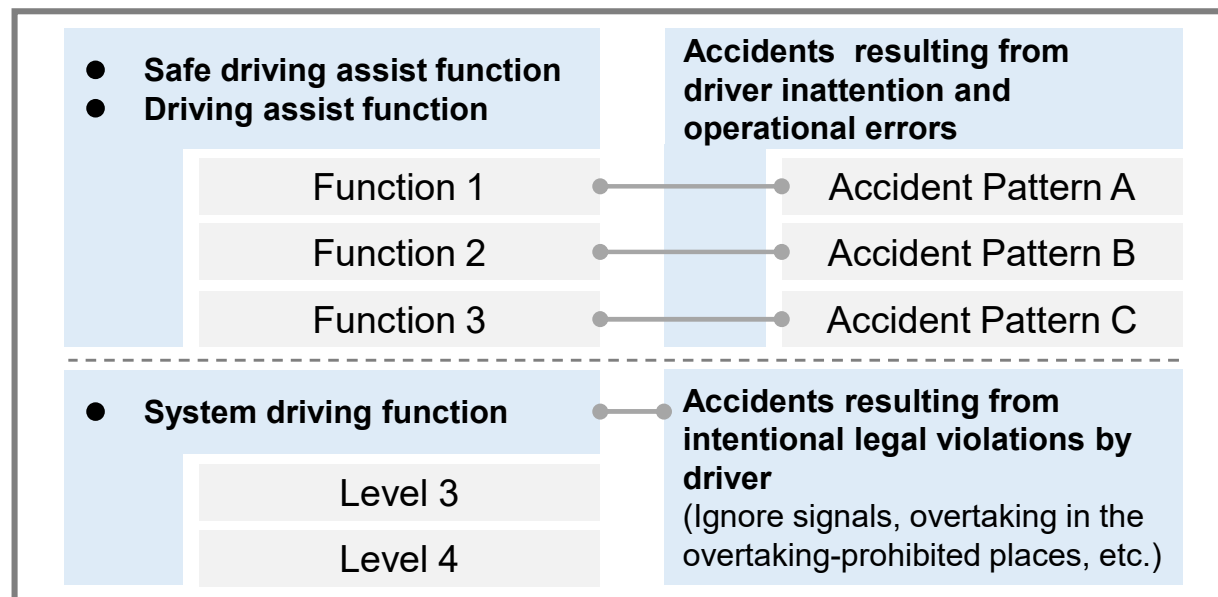 ● Safe driving assist function
● Driving assist function
Function 1
Function 2
Function 3
Accidents resulting from
driver inattention and
operational errors
Accident Pattern A
Accident Pattern B
Accident Pattern C
● System driving function
Level 3
Level 4
Accidents resulting from
intentional legal violations by
driver
(Ignore signals, overtaking in the
overtaking-prohibited places, etc.)